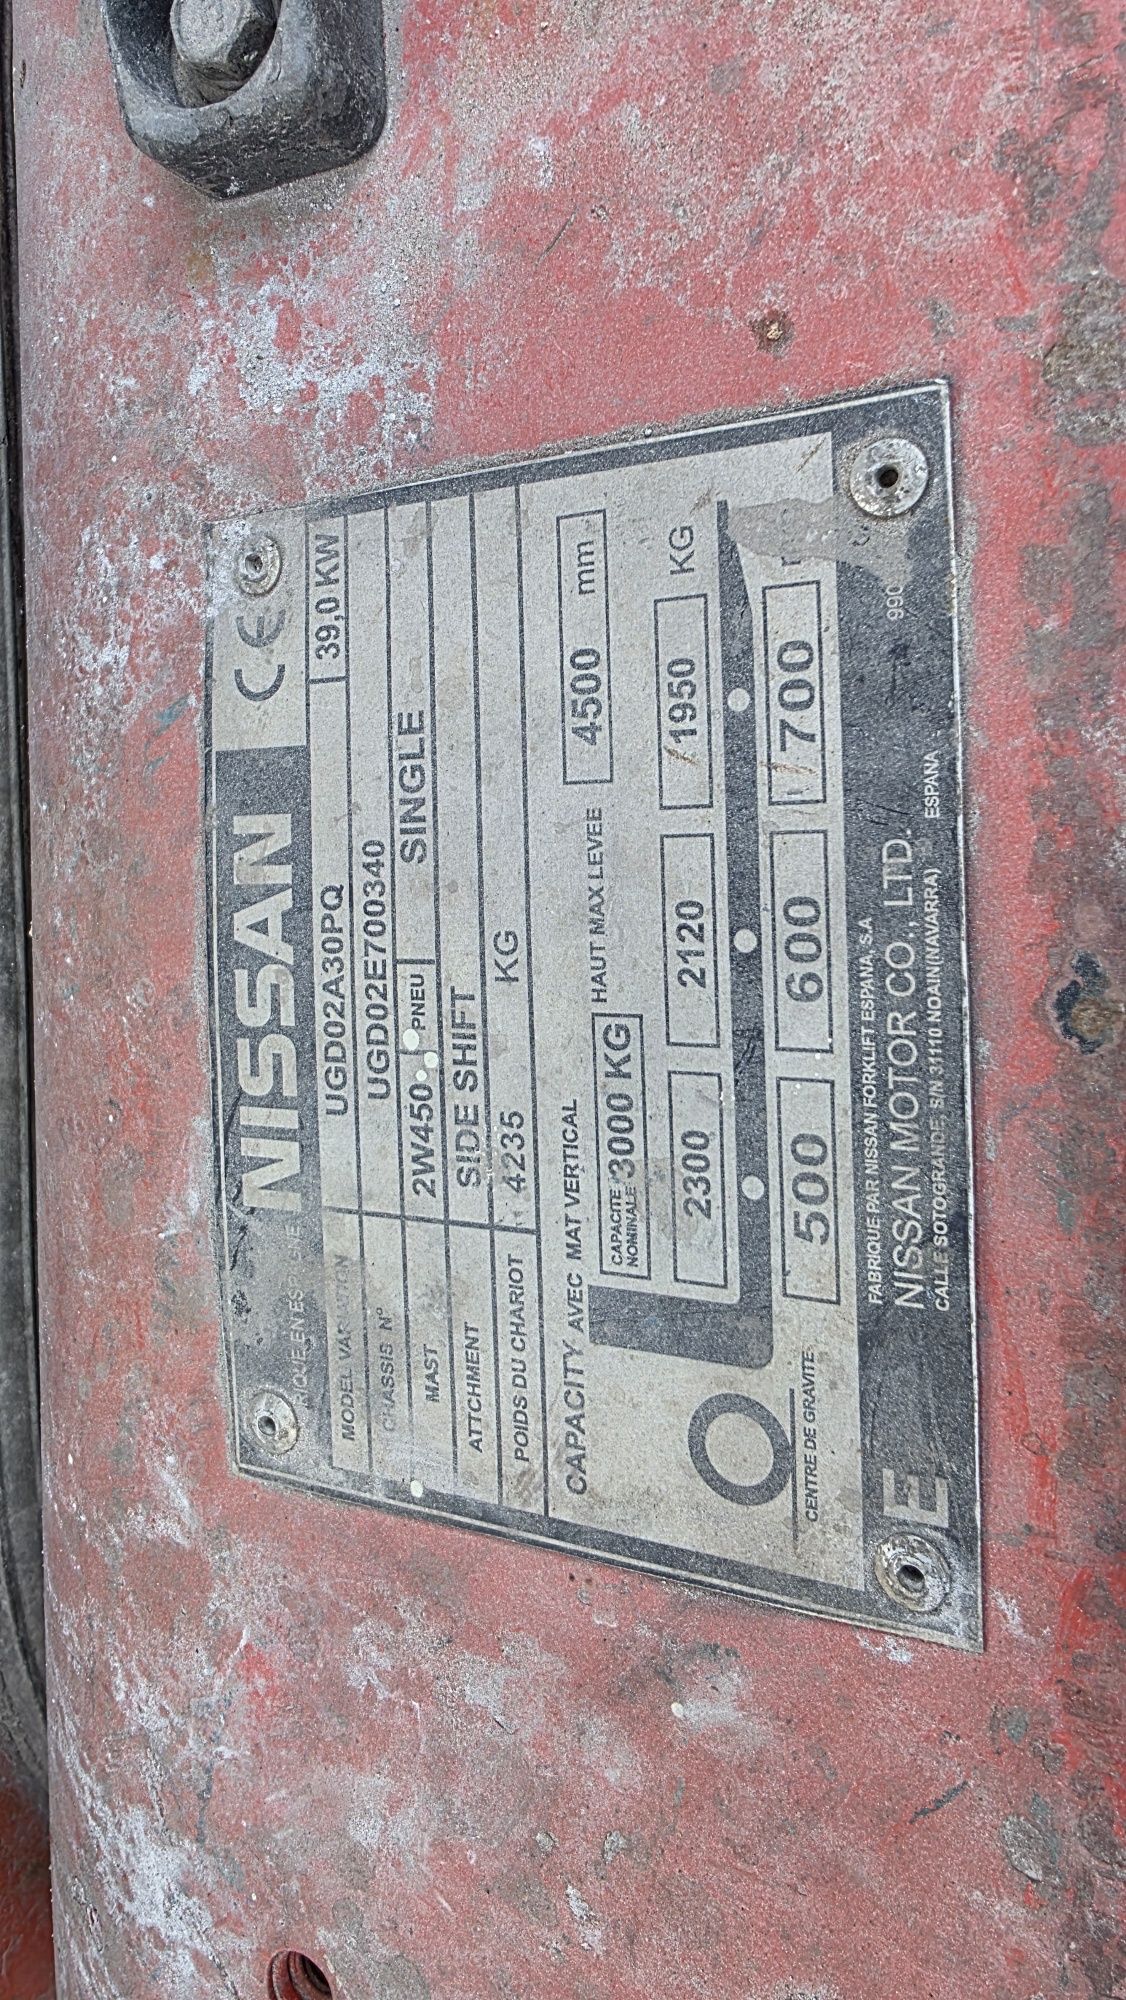 NISSAN CE
MODEL VARIATION UGD02A30PQ 39,0 KW
CHASSIS Nº UGD02E700340
MAST 2W450 PNEU SINGLE
ATTCHMENT SIDE SHIFT
POIDS DU CHARIOT 4235 KG
CAPACITY AVEC MAT VERTICAL
CAPACITE NOMINALE 3000 KG HAUT MAX LEVEE 4500 mm
2300 2120 1950 KG
500 600 700
CENTRE DE GRAVITE
FABRIQUE PAR NISSAN FORKLIFT ESPANA, S.A
NISSAN MOTOR CO., LTD.
CALLE SOTOGRANDE, S/N 31110 NOAIN(NAVARRA) ESPANA
E
990